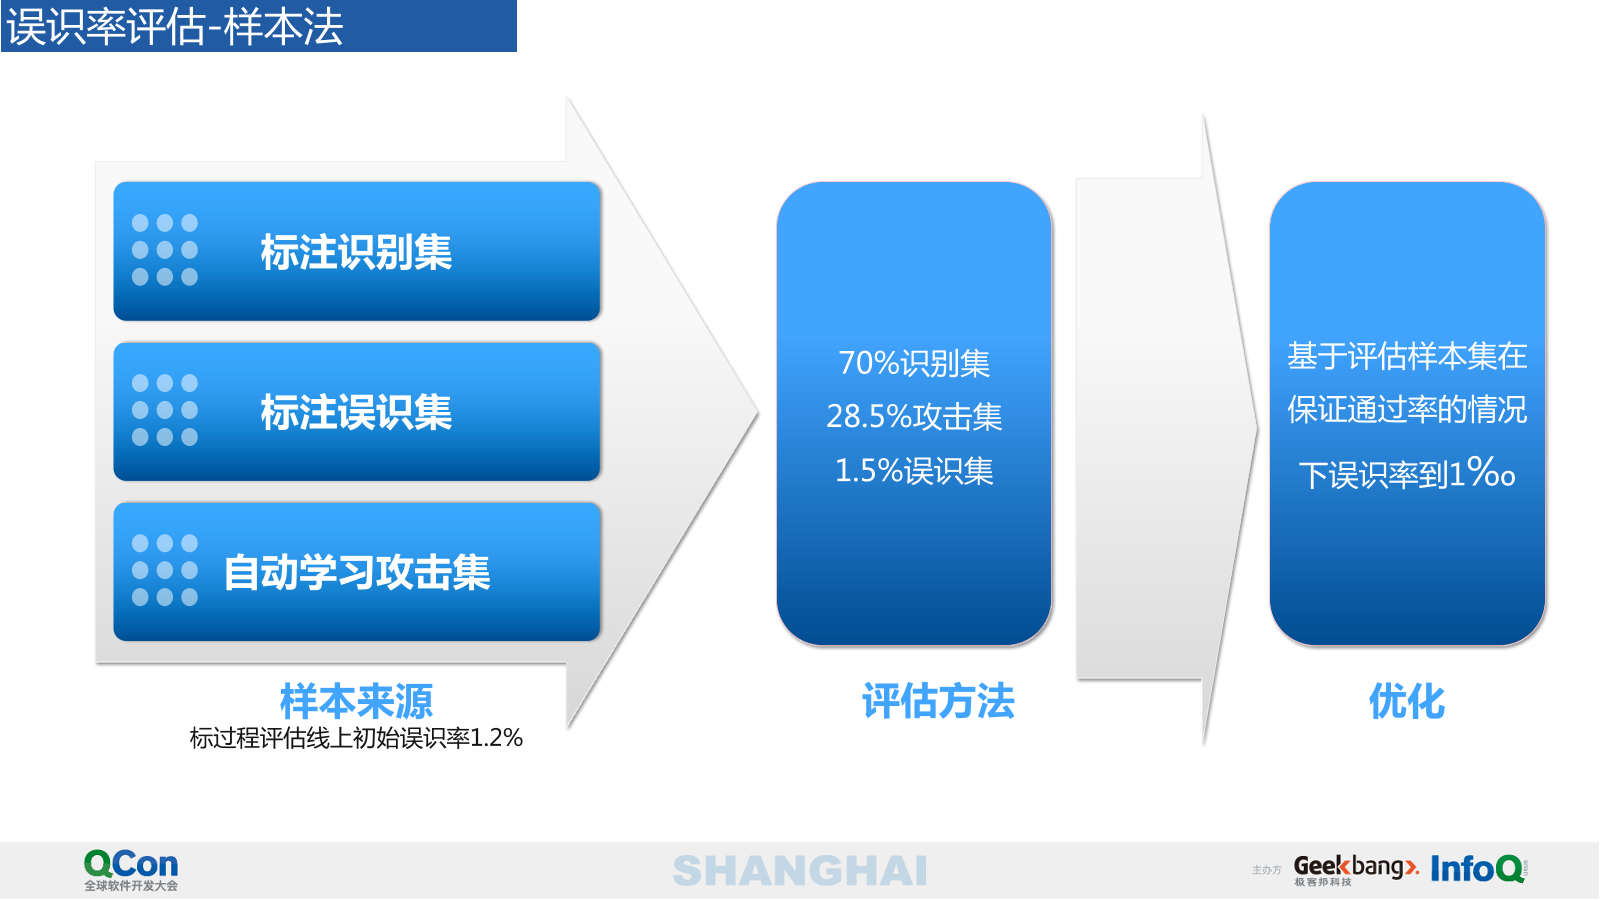 误识率评估-样本法
标注识别集
标注误识集
自动学习攻击集
样本来源
标过程评估线上初始误识率1.2%
70%识别集
28.5%攻击集
1.5%误识集
评估方法
基于评估样本集在
保证通过率的情况
下误识率到1‰
优化
QCon
全球软件开发大会
SHANGHAI
主办方
Geekbang>.
极客邦科技
InfoQ